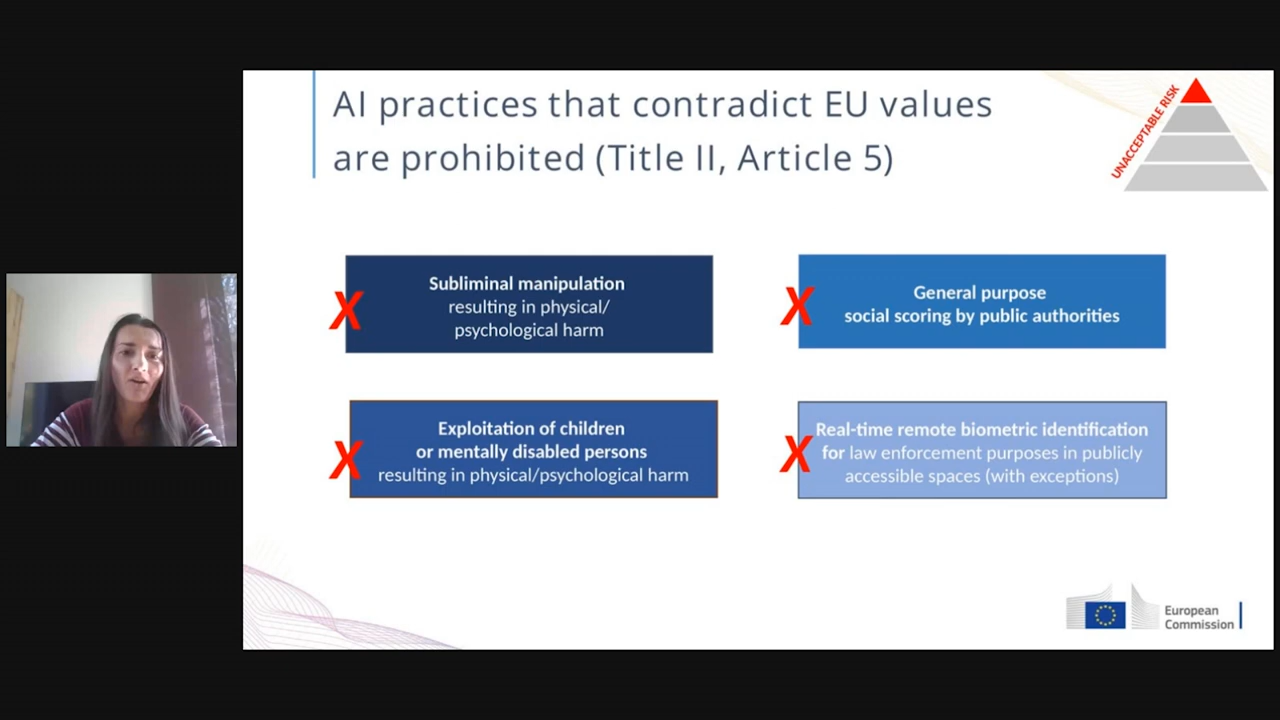 AI practices that contradict EU values
are prohibited (Title II, Article 5)
UNACCEPTABLE RISK
X
Subliminal manipulation
resulting in physical/
psychological harm
X
General purpose
social scoring by public authorities
X
Exploitation of children
or mentally disabled persons
resulting in physical/psychological harm
X
Real-time remote biometric identification
for law enforcement purposes in publicly
accessible spaces (with exceptions)
European
Commission